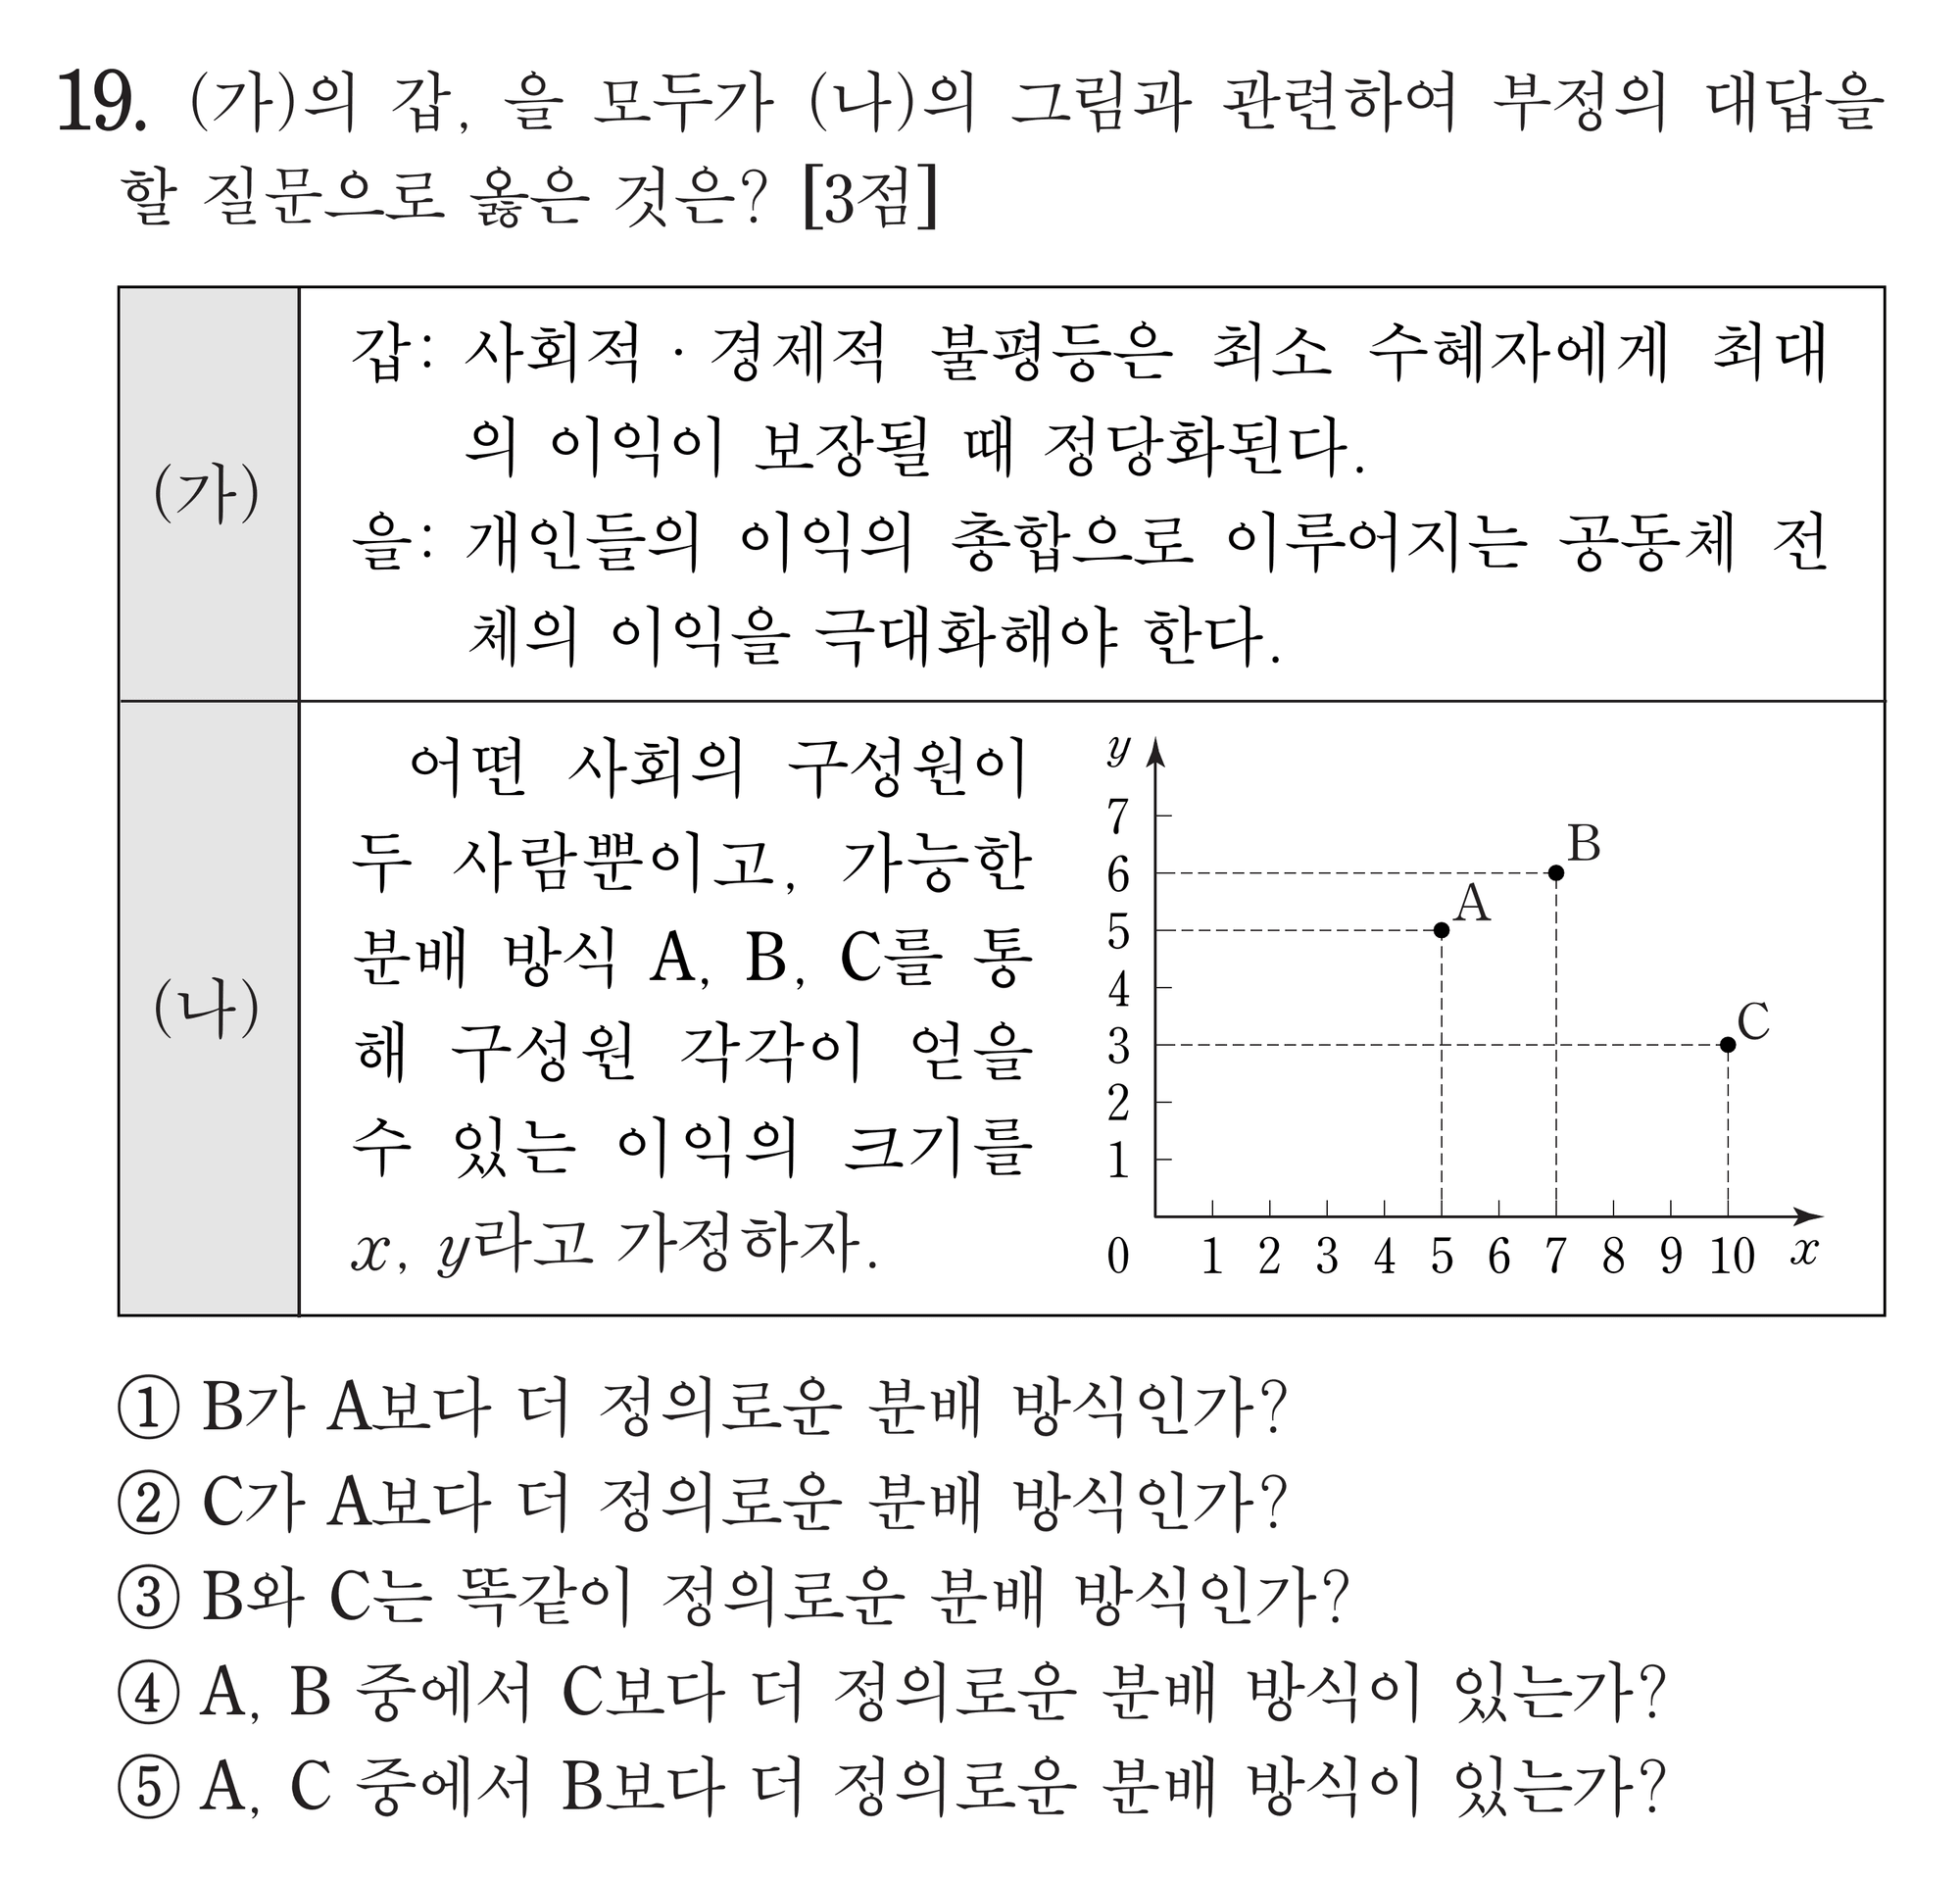 19. (가)의 갑, 을 모두가 (나)의 그림과 관련하여 부정의 대답을
할 질문으로 옳은 것은? [3점]
(가)
갑: 사회적·경제적 불평등은 최소 수혜자에게 최대
의 이익이 보장될 때 정당화된다.
을: 개인들의 이익의 총합으로 이루어지는 공동체 전
체의 이익을 극대화해야 한다.
(나)
어떤 사회의 구성원이
두 사람뿐이고, 가능한
분배 방식 A, B, C를 통
해 구성원 각각이 얻을
수 있는 이익의 크기를
x, y라고 가정하자.
y
7
6
5
4
3
2
1
B
A
C
0 1 2 3 4 5 6 7 8 9 10 x
① B가 A보다 더 정의로운 분배 방식인가?
② C가 A보다 더 정의로운 분배 방식인가?
③ B와 C는 똑같이 정의로운 분배 방식인가?
④ A, B 중에서 C보다 더 정의로운 분배 방식이 있는가?
⑤ A, C 중에서 B보다 더 정의로운 분배 방식이 있는가?